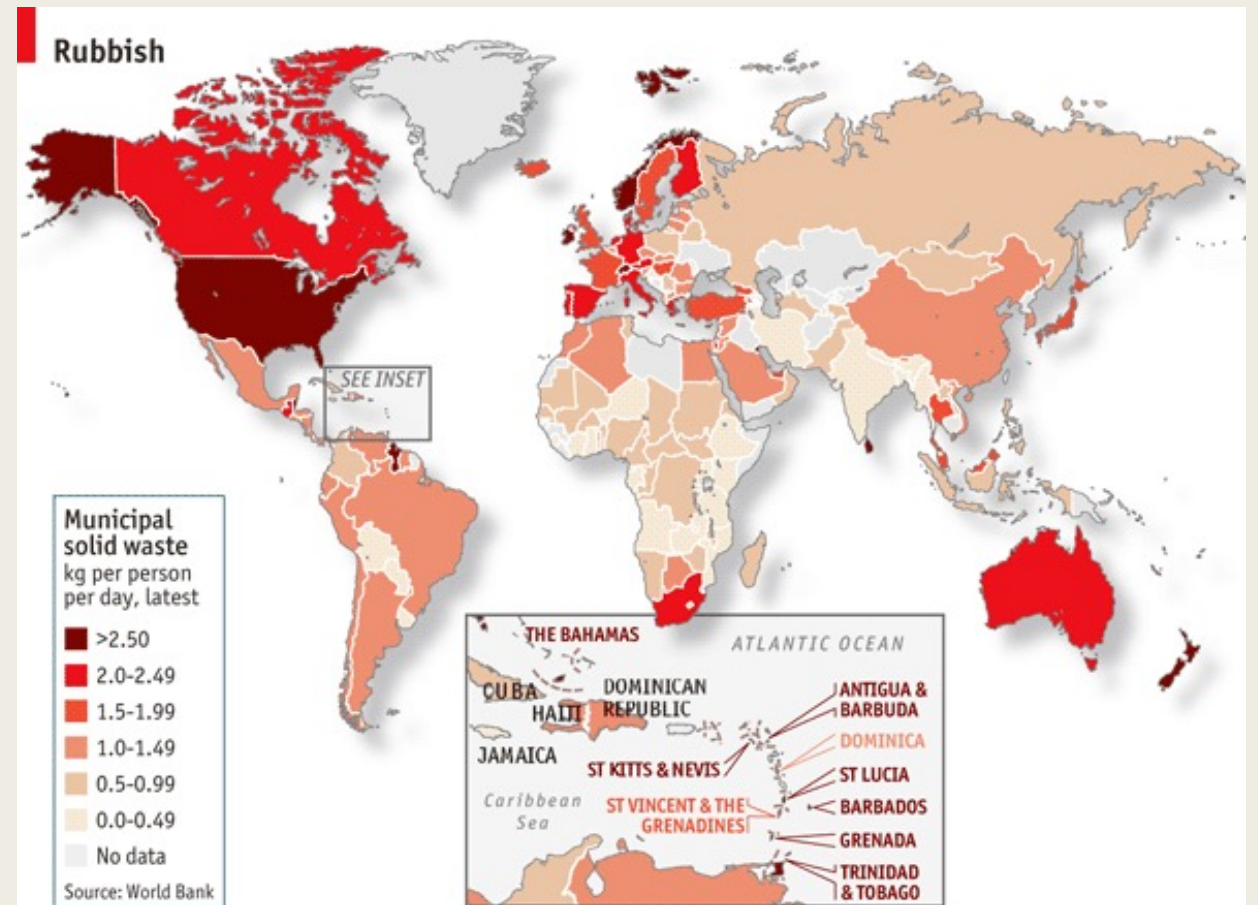 Rubbish
SEE INSET
Municipal
solid waste
kg per person
per day, latest
>2.50
2.0-2.49
1.5-1.99
1.0-1.49
0.5-0.99
0.0-0.49
No data
Source: World Bank
THE BAHAMAS
ATLANTIC OCEAN
CUBA
DOMINICAN
REPUBLIC
HAITI
JAMAICA
ANTIGUA &
BARBUDA
DOMINICA
ST KITTS & NEVIS
ST LUCIA
Caribbean
Sea
ST VINCENT & THE
GRENADINES
BARBADOS
GRENADA
TRINIDAD
& TOBAGO